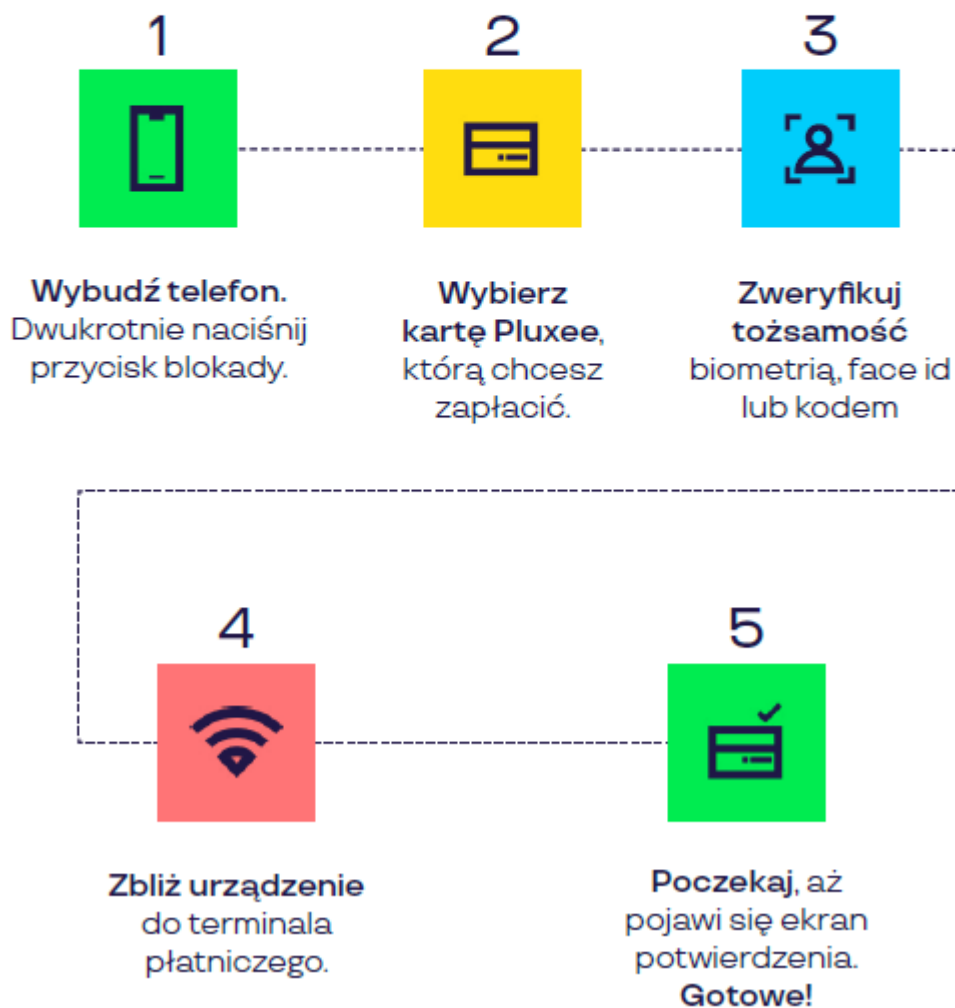 1
Wybudź telefon.
Dwukrotnie naciśnij
przycisk blokady.
2
Wybierz
kartę Pluxee,
którą chcesz
zapłacić.
3
Zweryfikuj
tożsamość
biometrią, face id
lub kodem
4
Zbliż urządzenie
do terminala
płatniczego.
5
Poczekaj, aż
pojawi się ekran
potwierdzenia.
Gotowe!